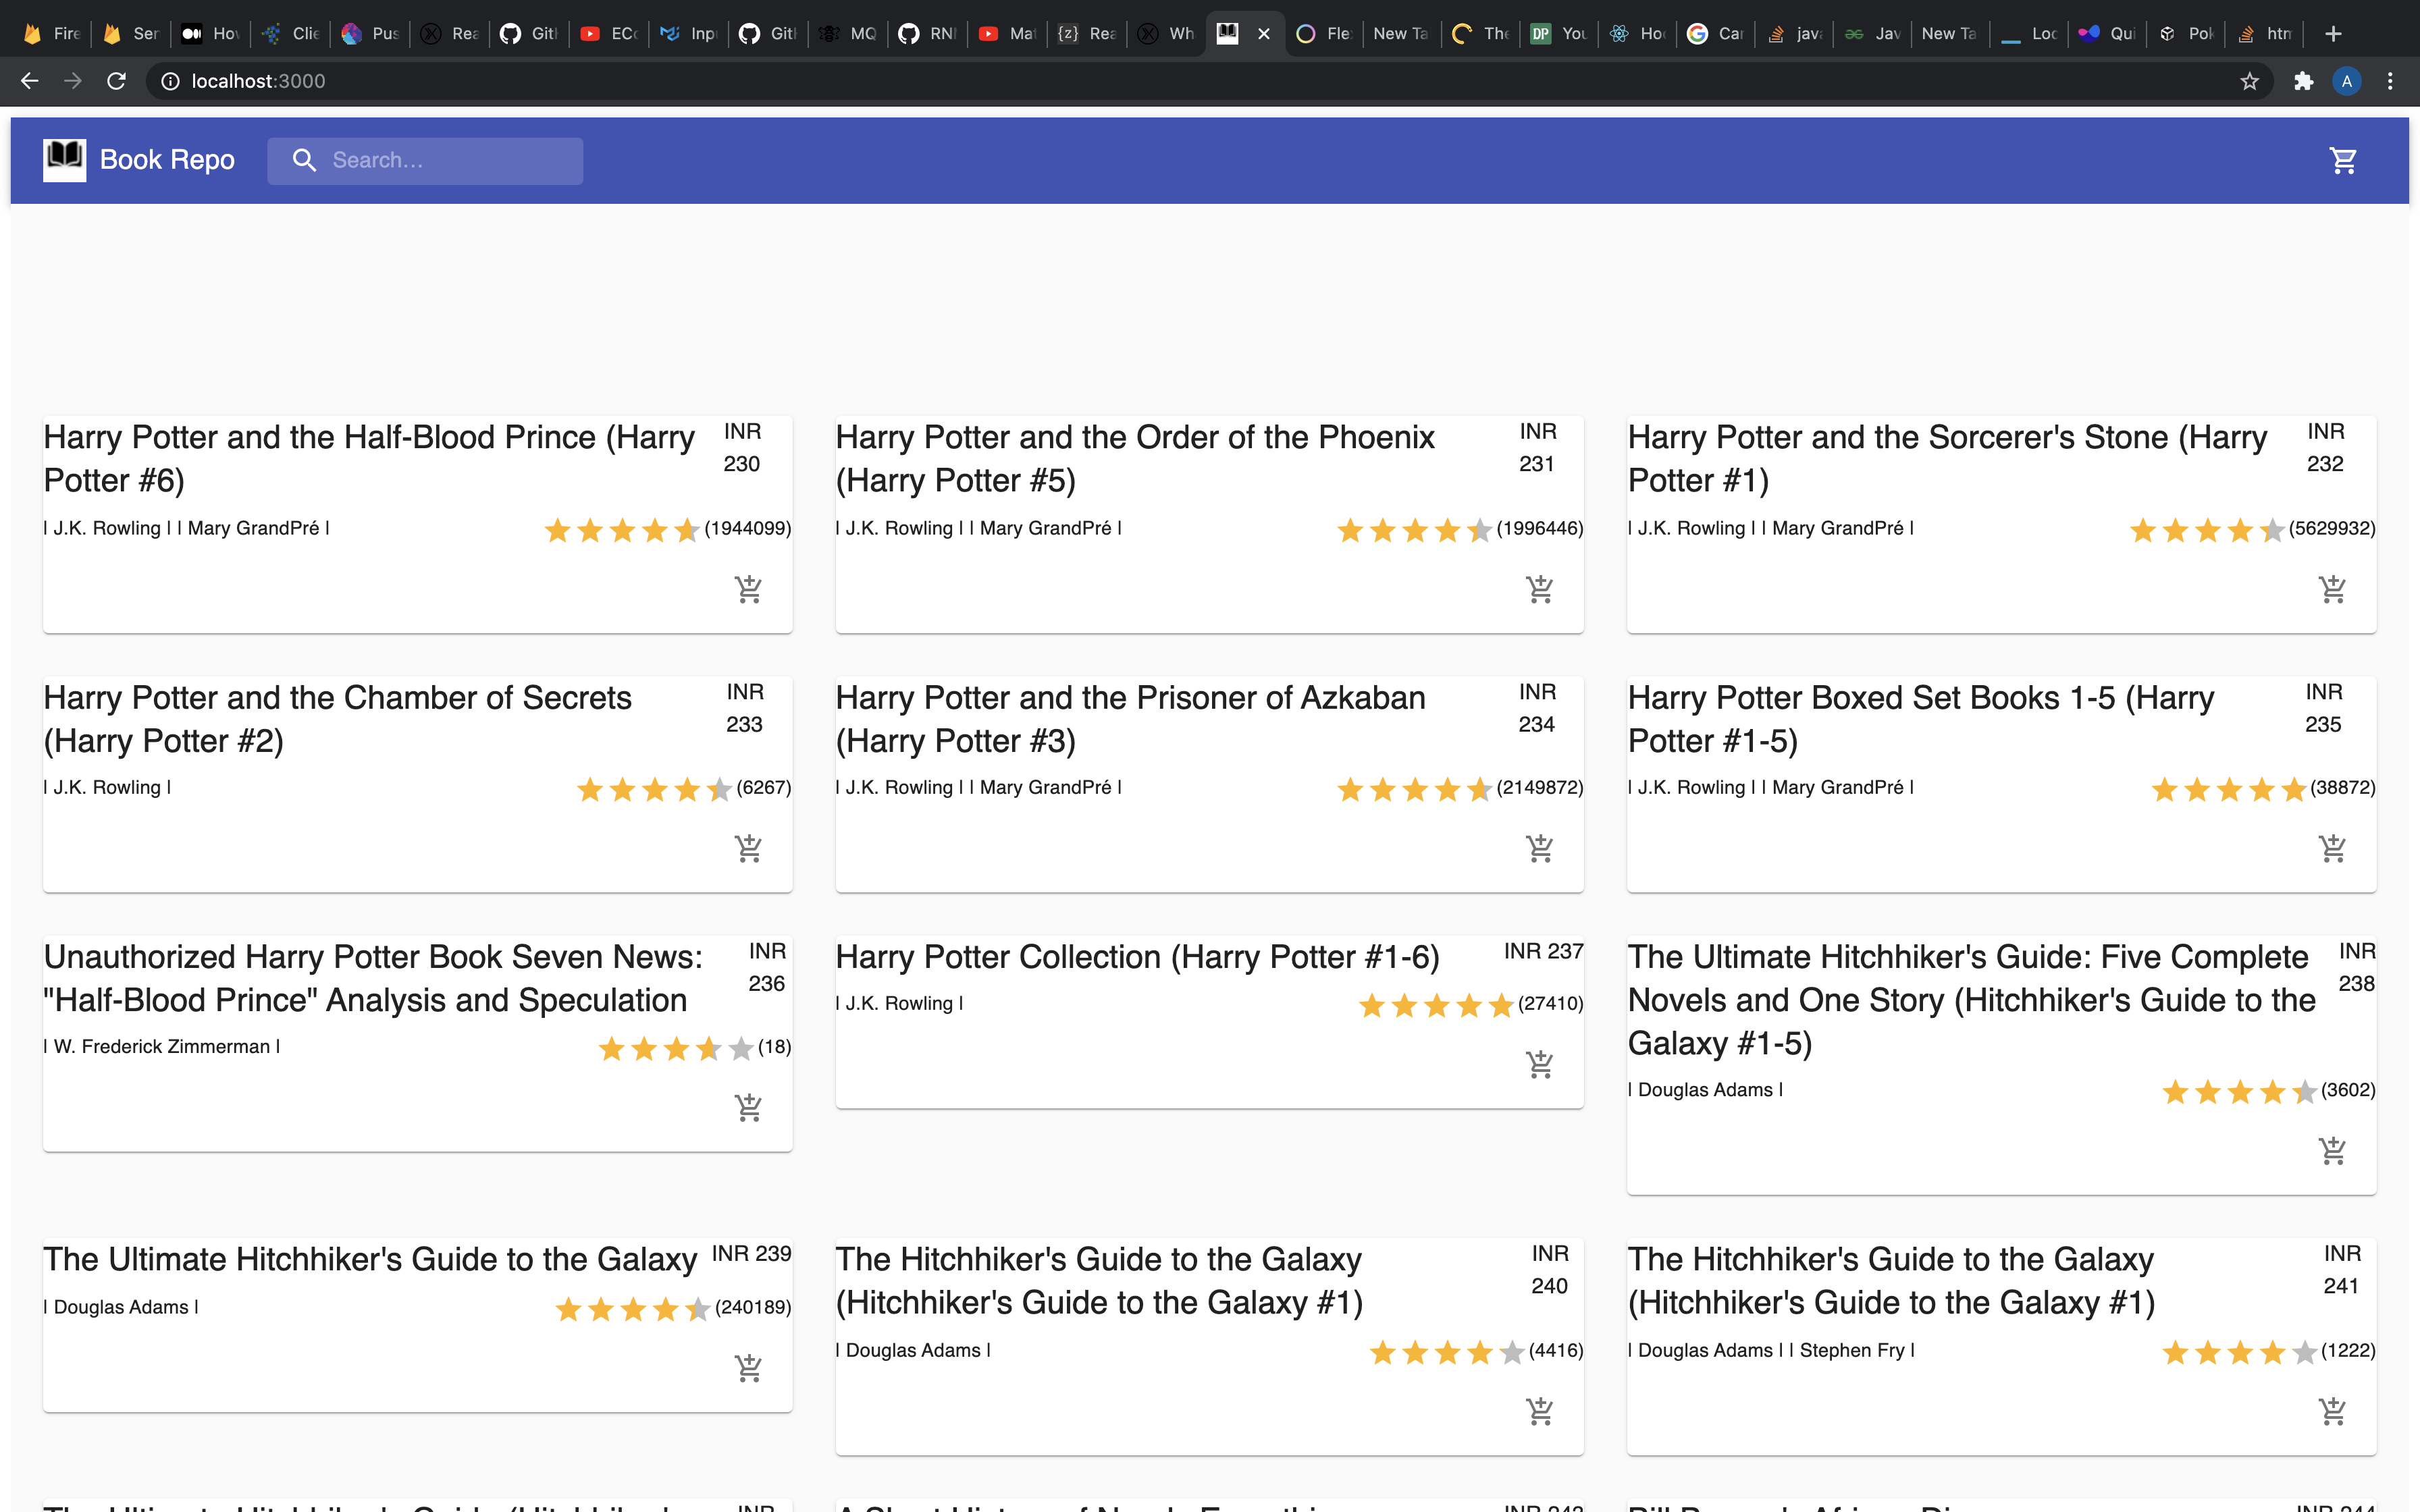 Fire
Ser
Hov
Clie
Pus
Rea
Git
ECo
Inp
Git
MQ
RNI
Mat
Rea
Wh
Fle
New Ta
The
You
Hoo
Car
java
Jav
New Ta
Loc
Qui
Pok
htm
localhost:3000
A
Book Repo
Search...
Harry Potter and the Half-Blood Prince (Harry
Potter #6)
INR
230
| J.K. Rowling | | Mary GrandPré |
(1944099)
Harry Potter and the Order of the Phoenix
(Harry Potter #5)
INR
231
| J.K. Rowling | | Mary GrandPré |
(1996446)
Harry Potter and the Sorcerer's Stone (Harry
Potter #1)
INR
232
| J.K. Rowling | | Mary GrandPré |
(5629932)
Harry Potter and the Chamber of Secrets
(Harry Potter #2)
INR
233
| J.K. Rowling |
(6267)
Harry Potter and the Prisoner of Azkaban
(Harry Potter #3)
INR
234
| J.K. Rowling | | Mary GrandPré |
(2149872)
Harry Potter Boxed Set Books 1-5 (Harry
Potter #1-5)
INR
235
| J.K. Rowling | | Mary GrandPré |
(38872)
Unauthorized Harry Potter Book Seven News:
"Half-Blood Prince" Analysis and Speculation
INR
236
| W. Frederick Zimmerman |
(18)
Harry Potter Collection (Harry Potter #1-6)
INR 237
| J.K. Rowling |
(27410)
The Ultimate Hitchhiker's Guide: Five Complete
Novels and One Story (Hitchhiker's Guide to the
Galaxy #1-5)
INR
238
| Douglas Adams |
(3602)
The Ultimate Hitchhiker's Guide to the Galaxy
INR 239
| Douglas Adams |
(240189)
The Hitchhiker's Guide to the Galaxy
(Hitchhiker's Guide to the Galaxy #1)
INR
240
| Douglas Adams |
(4416)
The Hitchhiker's Guide to the Galaxy
(Hitchhiker's Guide to the Galaxy #1)
INR
241
| Douglas Adams | | Stephen Fry |
(1222)